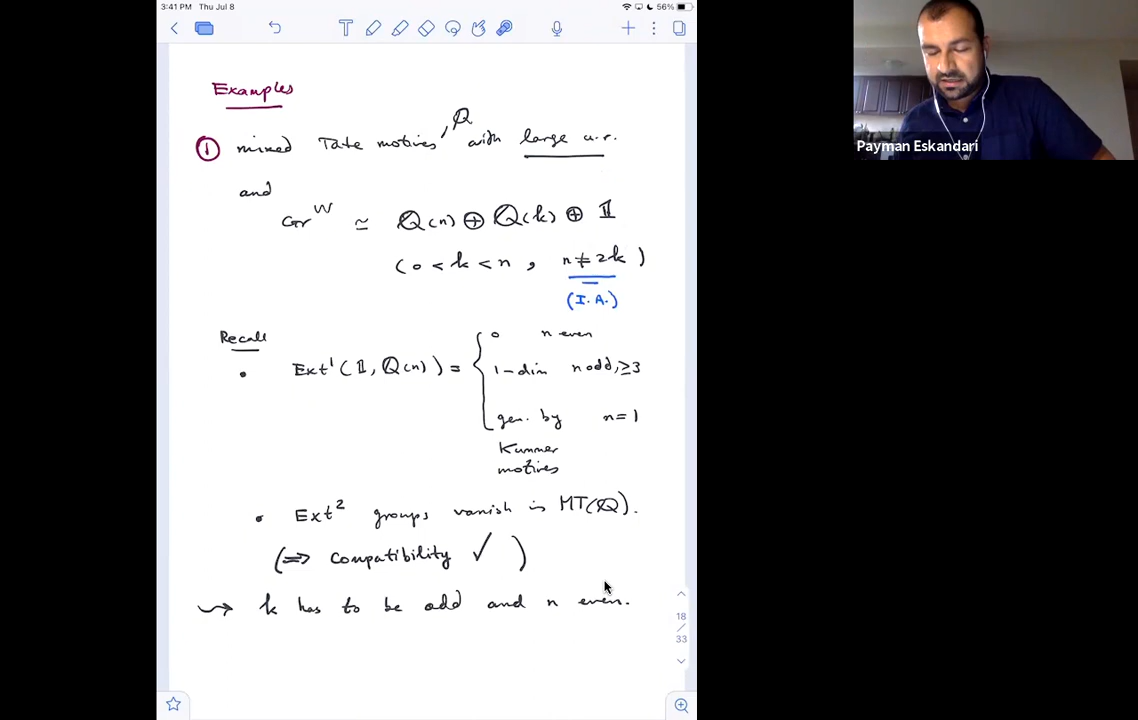 3:41 PM Thu Jul 8
56%
Examples
① mixed Tate motives, ℚ with large u.r.
and
Gr^W ≃ ℚ(n) ⊕ ℚ(k) ⊕ 𝟙
(0 < k < n, n ≠ 2k)
(I.A.)
Recall
• Ext¹(𝟙, ℚ(n)) = { 0 n even
1-dim n odd, ≥3
gen. by n=1
Kummer
motives
• Ext² groups vanish in MT(ℚ).
(⇒ compatibility ✓)
⤳ k has to be odd and n even.
18
/
33
Payman Eskandari